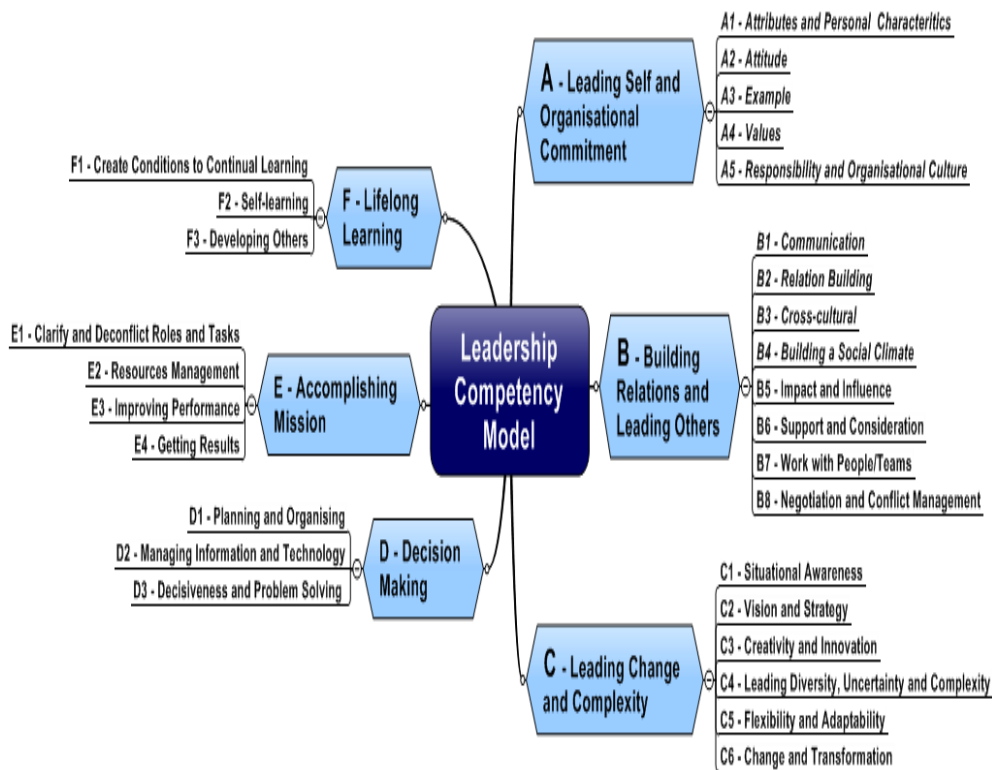 Leadership
Competency
Model
A - Leading Self and
Organisational
Commitment
A1 - Attributes and Personal Characteritics
A2 - Attitude
A3 - Example
A4 - Values
A5 - Responsibility and Organisational Culture
B - Building
Relations and
Leading Others
B1 - Communication
B2 - Relation Building
B3 - Cross-cultural
B4 - Building a Social Climate
B5 - Impact and Influence
B6 - Support and Consideration
B7 - Work with People/Teams
B8 - Negotiation and Conflict Management
C - Leading Change
and Complexity
C1 - Situational Awareness
C2 - Vision and Strategy
C3 - Creativity and Innovation
C4 - Leading Diversity, Uncertainty and Complexity
C5 - Flexibility and Adaptability
C6 - Change and Transformation
D - Decision
Making
D1 - Planning and Organising
D2 - Managing Information and Technology
D3 - Decisiveness and Problem Solving
E - Accomplishing
Mission
E1 - Clarify and Deconflict Roles and Tasks
E2 - Resources Management
E3 - Improving Performance
E4 - Getting Results
F - Lifelong
Learning
F1 - Create Conditions to Continual Learning
F2 - Self-learning
F3 - Developing Others